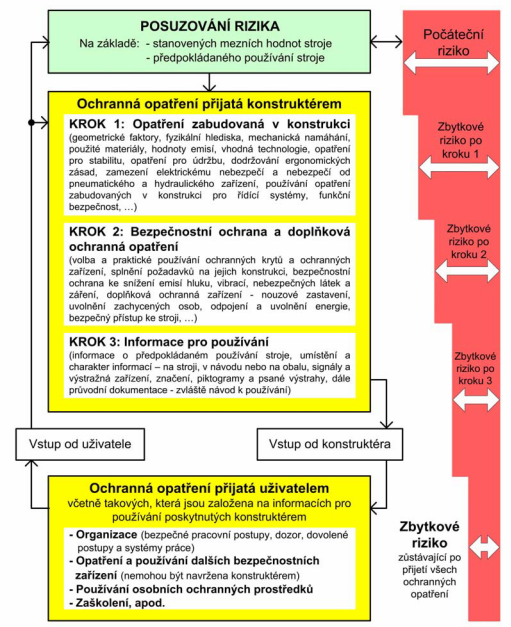 POSUZOVÁNÍ RIZIKA
Na základě: - stanovených mezních hodnot stroje
- předpokládaného používání stroje
Počáteční
riziko
Ochranná opatření přijatá konstruktérem
KROK 1: Opatření zabudovaná v konstrukci
(geometrické faktory, fyzikální hlediska, mechanická namáhání,
použité materiály, hodnoty emisí, vhodná technologie, opatření
pro stabilitu, opatření pro údržbu, dodržování ergonomických
zásad, zamezení elektrickému nebezpečí a nebezpečí od
pneumatického a hydraulického zařízení, používání opatření
zabudovaných v konstrukci pro řídící systémy, funkční
bezpečnost, …)
Zbytkové
riziko po
kroku 1
KROK 2: Bezpečnostní ochrana a doplňková
ochranná opatření
(volba a praktické používání ochranných krytů a ochranných
zařízení, splnění požadavků na jejich konstrukci, bezpečnostní
ochrana ke snížení emisí hluku, vibrací, nebezpečných látek a
záření, doplňková ochranná zařízení - nouzové zastavení,
uvolnění zachycených osob, odpojení a uvolnění energie,
bezpečný přístup ke stroji, …)
Zbytkové
riziko po
kroku 2
KROK 3: Informace pro používání
(informace o předpokládaném používání stroje, umístění a
charakter informací – na stroji, v návodu nebo na obalu, signály a
výstražná zařízení, značení, piktogramy a psané výstrahy, dále
průvodní dokumentace - zvláště návod k používání)
Zbytkové
riziko po
kroku 3
Vstup od uživatele
Vstup od konstruktéra
Ochranná opatření přijatá uživatelem
včetně takových, která jsou založena na informacích pro
používání poskytnutých konstruktérem
- Organizace (bezpečné pracovní postupy, dozor, dovolené
postupy a systémy práce)
- Opatření a používání dalších bezpečnostních
zařízení (nemohou být navržena konstruktérem)
- Používání osobních ochranných prostředků
- Zaškolení, apod.
Zbytkové
riziko
zůstávající po
přijetí všech
ochranných
opatření